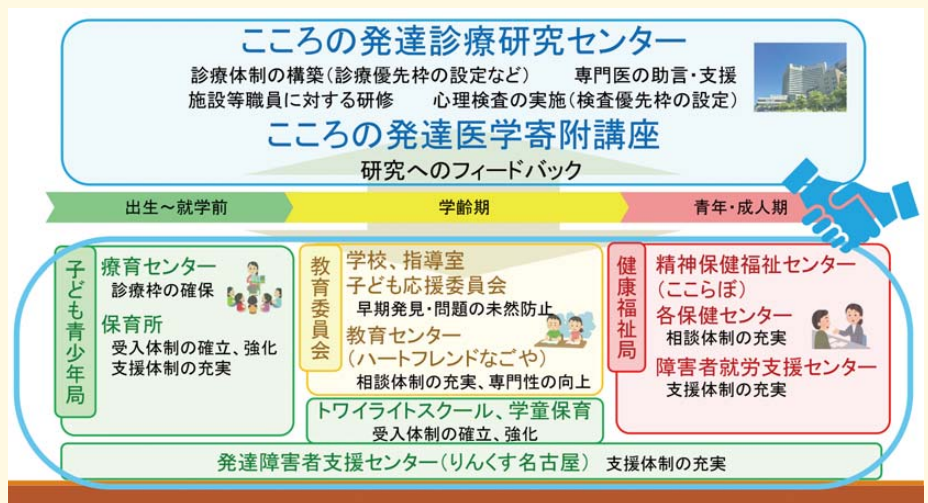 こころの発達診療研究センター
診療体制の構築(診療優先枠の設定など) 専門医の助言・支援
施設等職員に対する研修 心理検査の実施(検査優先枠の設定)
こころの発達医学寄附講座
研究へのフィードバック
出生～就学前
学齢期
青年・成人期
子ども青少年局
療育センター
診療枠の確保
保育所
受入体制の確立、強化
支援体制の充実
教育委員会
学校、指導室
子ども応援委員会
早期発見・問題の未然防止
教育センター
(ハートフレンドなごや)
相談体制の充実、専門性の向上
トワイライトスクール、学童保育
受入体制の確立、強化
健康福祉局
精神保健福祉センター
(ここらぼ)
各保健センター
相談体制の充実
障害者就労支援センター
支援体制の充実
発達障害者支援センター(りんくす名古屋) 支援体制の充実